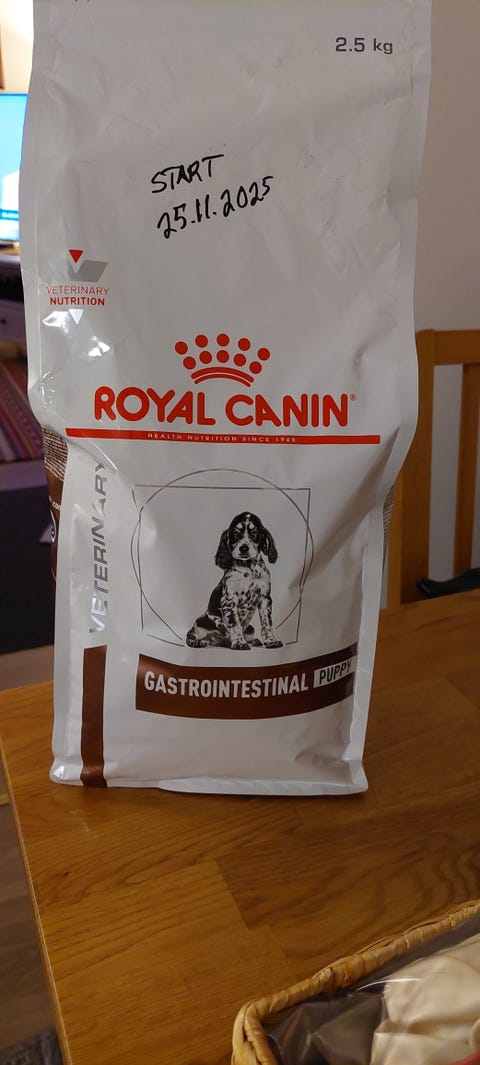 2.5 kg
START
25.11.2025
VETERINARY
NUTRITION
ROYAL CANIN®
HEALTH NUTRITION SINCE 1968
VETERINARY
GASTROINTESTINAL PUPPY